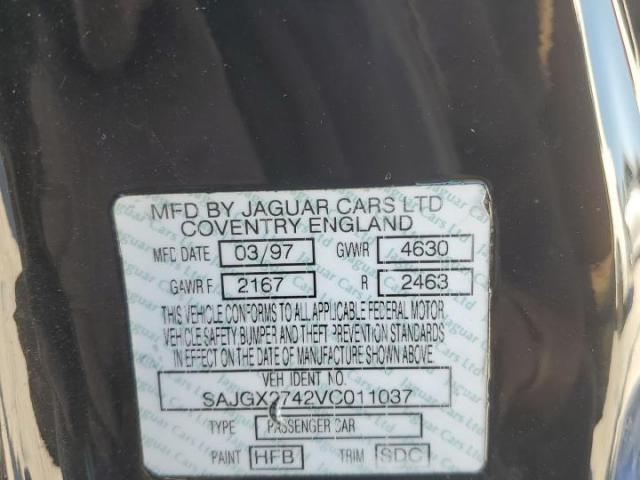 MFD BY JAGUAR CARS LTD
COVENTRY ENGLAND
MFC DATE 03/97 GVWR 4630
GAWR F 2167 R 2463
THIS VEHICLE CONFORMS TO ALL APPLICABLE FEDERAL MOTOR
VEHICLE SAFETY BUMPER AND THEFT PREVENTION STANDARDS
IN EFFECT ON THE DATE OF MANUFACTURE SHOWN ABOVE.
VEH IDENT NO.
SAJGX2742VC011037
TYPE PASSENGER CAR
PAINT HFB TRIM SDC